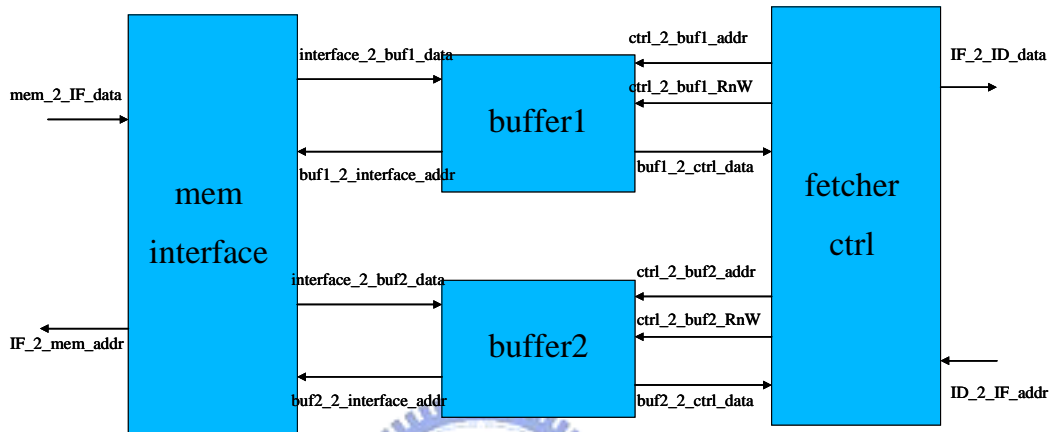 mem_2_IF_data
IF_2_mem_addr
mem
interface
interface_2_buf1_data
buf1_2_interface_addr
interface_2_buf2_data
buf2_2_interface_addr
buffer1
buffer2
ctrl_2_buf1_addr
ctrl_2_buf1_RnW
buf1_2_ctrl_data
ctrl_2_buf2_addr
ctrl_2_buf2_RnW
buf2_2_ctrl_data
fetcher
ctrl
IF_2_ID_data
ID_2_IF_addr